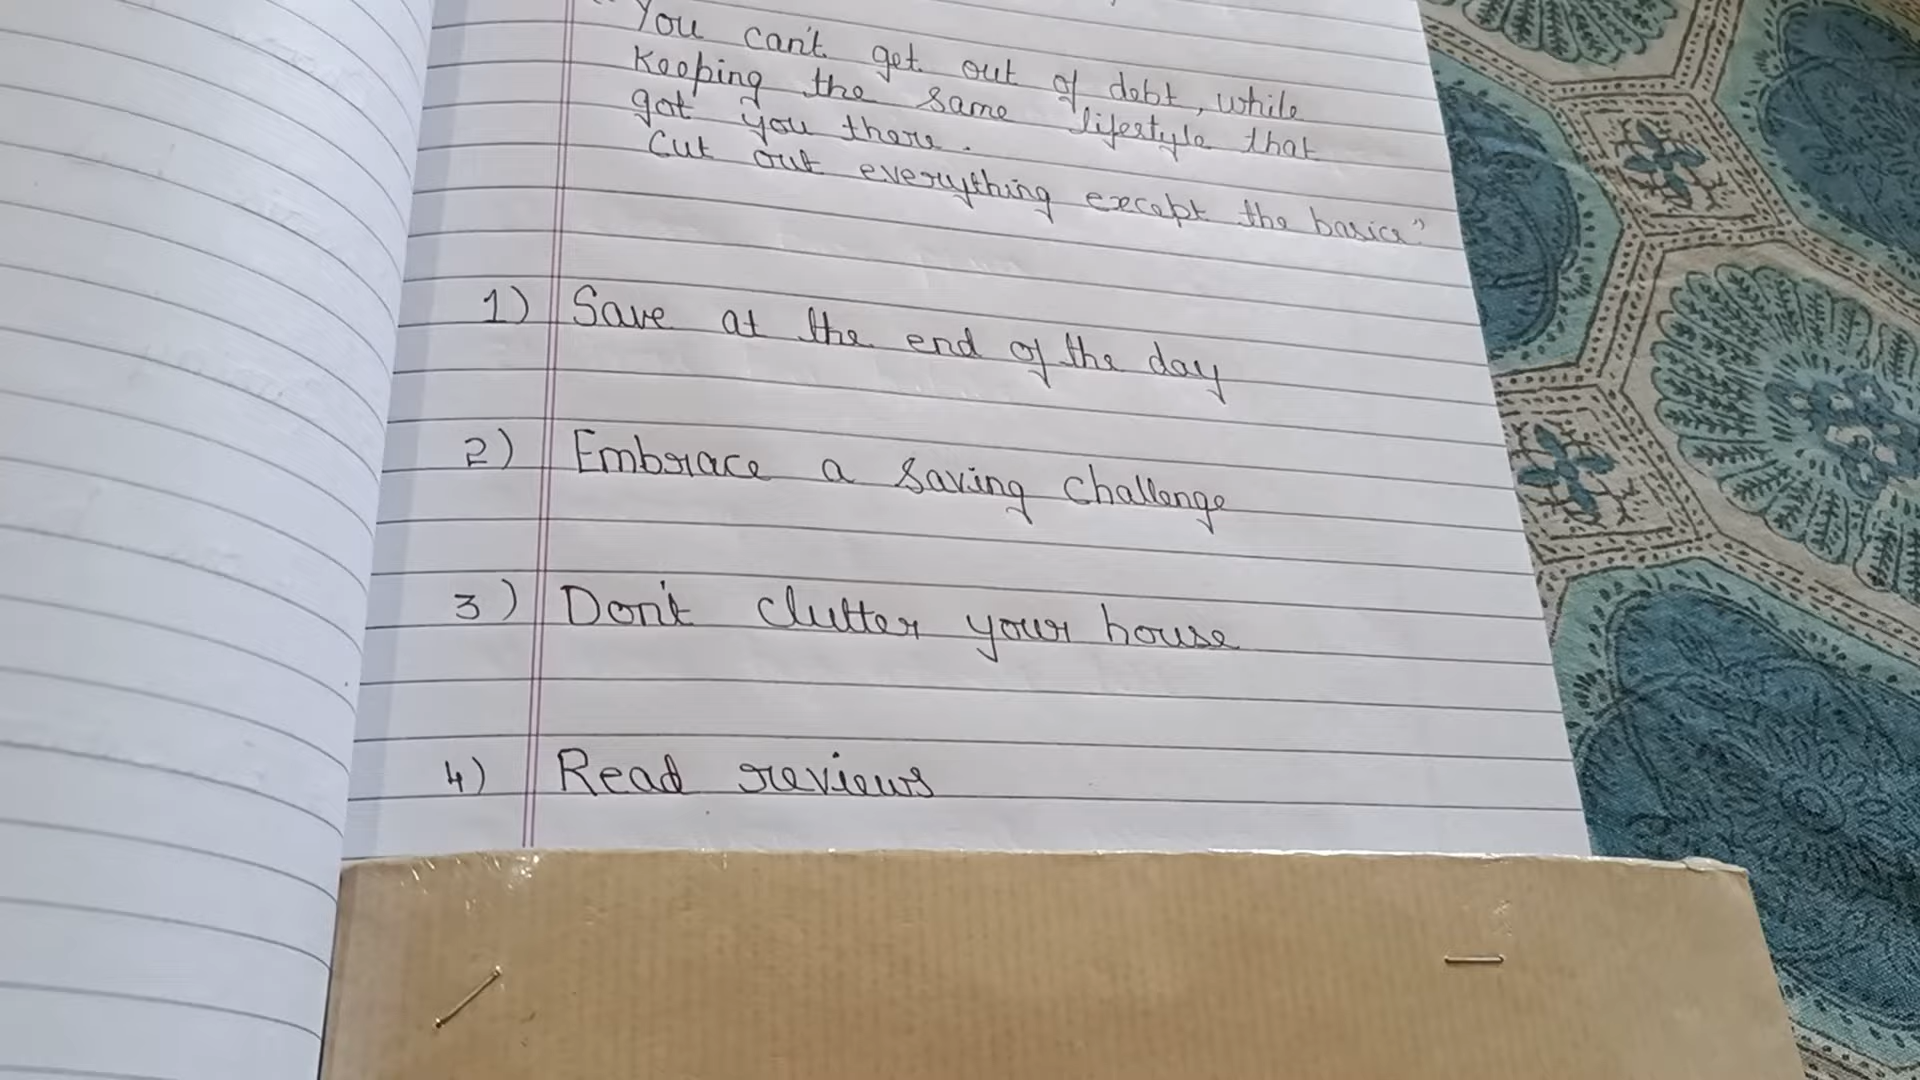 "You can't get out of debt, while
Keeping the same lifestyle that
got you there.
Cut out everything except the basics"
1) Save at the end of the day
2) Embrace a saving challenge
3) Don't clutter your house
4) Read reviews